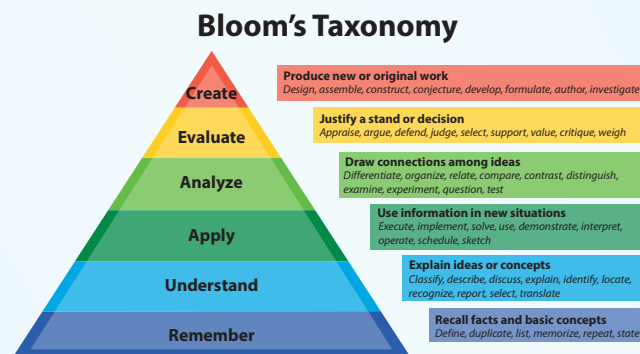 Bloom's Taxonomy
Create
Produce new or original work
Design, assemble, construct, conjecture, develop, formulate, author, investigate
Evaluate
Justify a stand or decision
Appraise, argue, defend, judge, select, support, value, critique, weigh
Analyze
Draw connections among ideas
Differentiate, organize, relate, compare, contrast, distinguish,
examine, experiment, question, test
Apply
Use information in new situations
Execute, implement, solve, use, demonstrate, interpret,
operate, schedule, sketch
Understand
Explain ideas or concepts
Classify, describe, discuss, explain, identify, locate,
recognize, report, select, translate
Remember
Recall facts and basic concepts
Define, duplicate, list, memorize, repeat, state